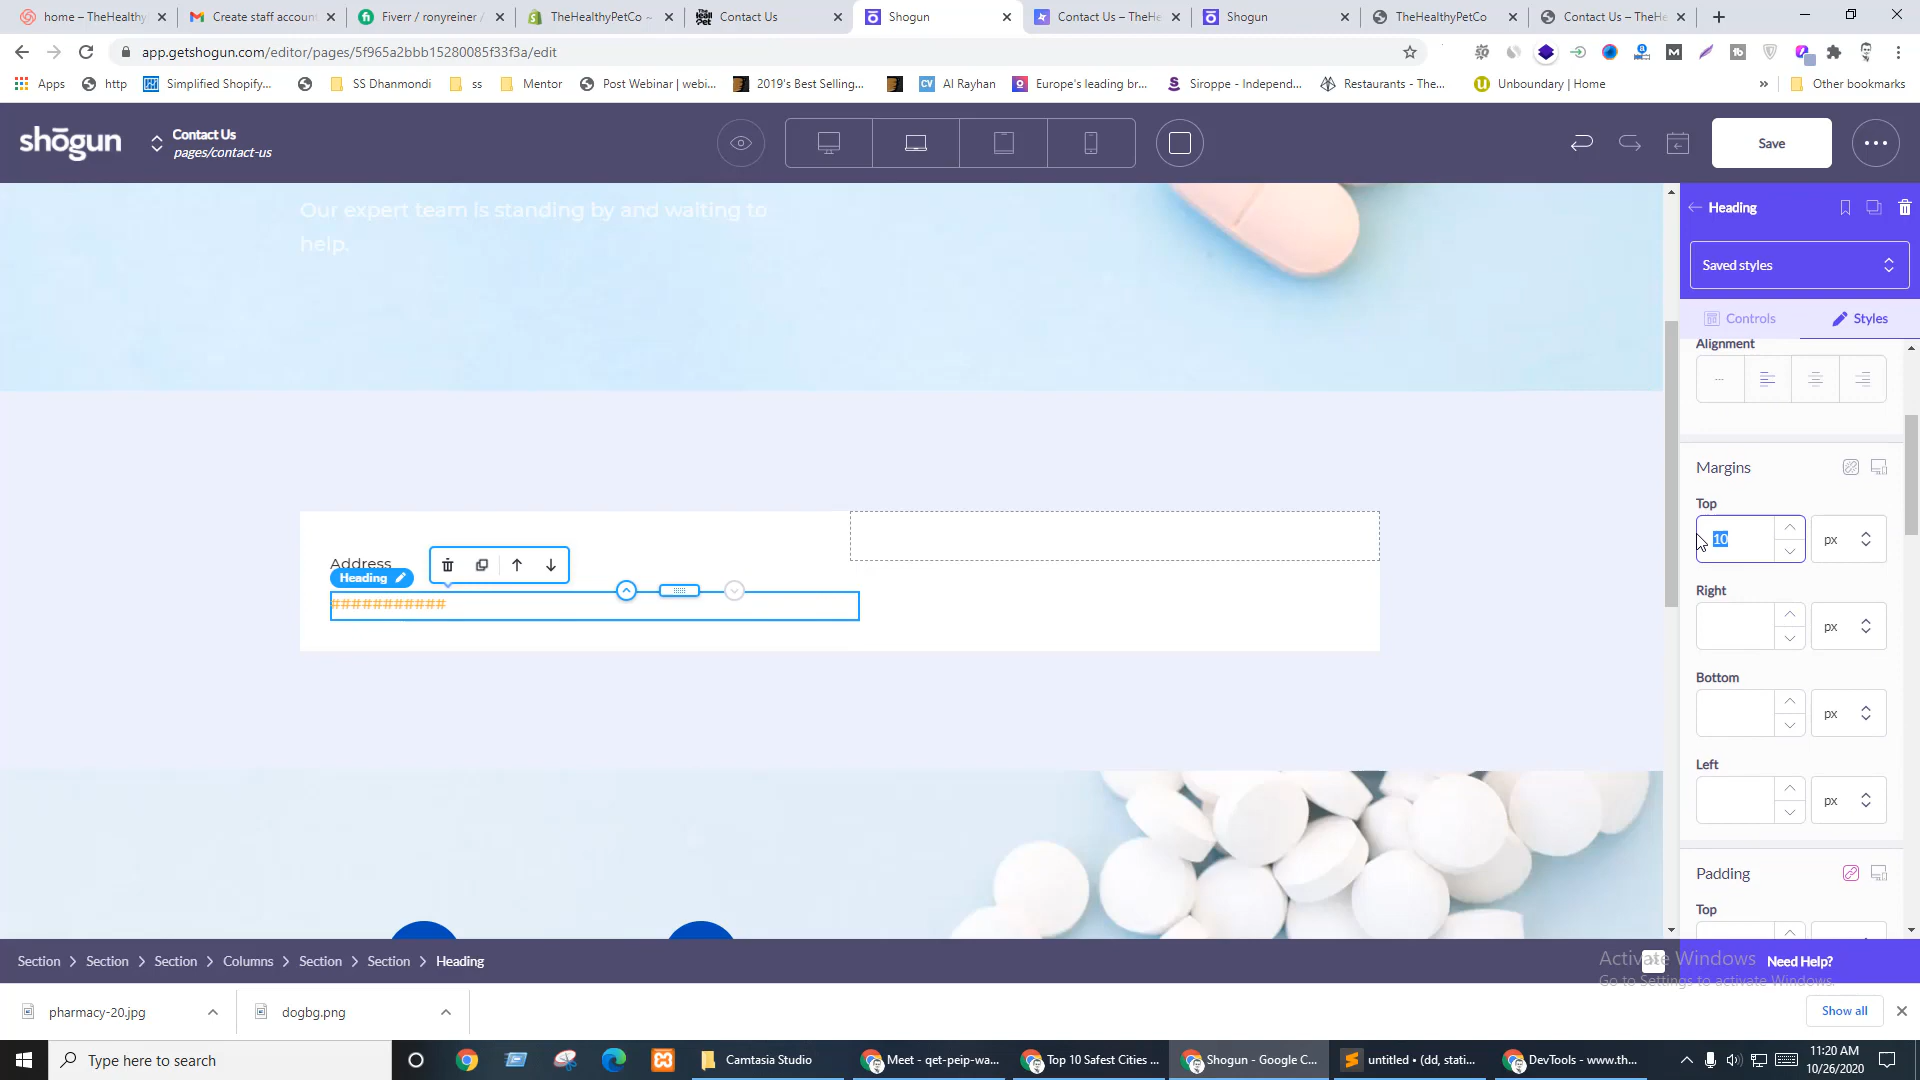 home – TheHealthy
Create staff account
Fiverr / ronyreiner /
TheHealthyPetCo ~
Contact Us
Shogun
Contact Us – TheHe
Shogun
TheHealthyPetCo
Contact Us – TheHe
app.getshogun.com/editor/pages/5f965a2bbb15280085f33f3a/edit
Apps
http
Simplified Shopify...
SS Dhanmondi
ss
Mentor
Post Webinar | webi...
2019's Best Selling...
CV
Al Rayhan
Europe's leading br...
Siroppe - Independ...
Restaurants - The...
Unboundary | Home
»
Other bookmarks
shōgun
Contact Us
pages/contact-us
Save
Our expert team is standing by and waiting to
help.
Heading
Saved styles
Controls
Styles
Alignment
...
Margins
Top
10
px
Right
px
Bottom
px
Left
px
Padding
Top
Address
Heading
###########
Section
Section
Section
Columns
Section
Section
Heading
Activate Windows
Go to Settings to activate Windows.
Need Help?
pharmacy-20.jpg
dogbg.png
Show all
Type here to search
Camtasia Studio
Meet - qet-peip-wa...
Top 10 Safest Cities ...
Shogun - Google C...
untitled • (dd, stati...
DevTools - www.th...
11:20 AM
10/26/2020